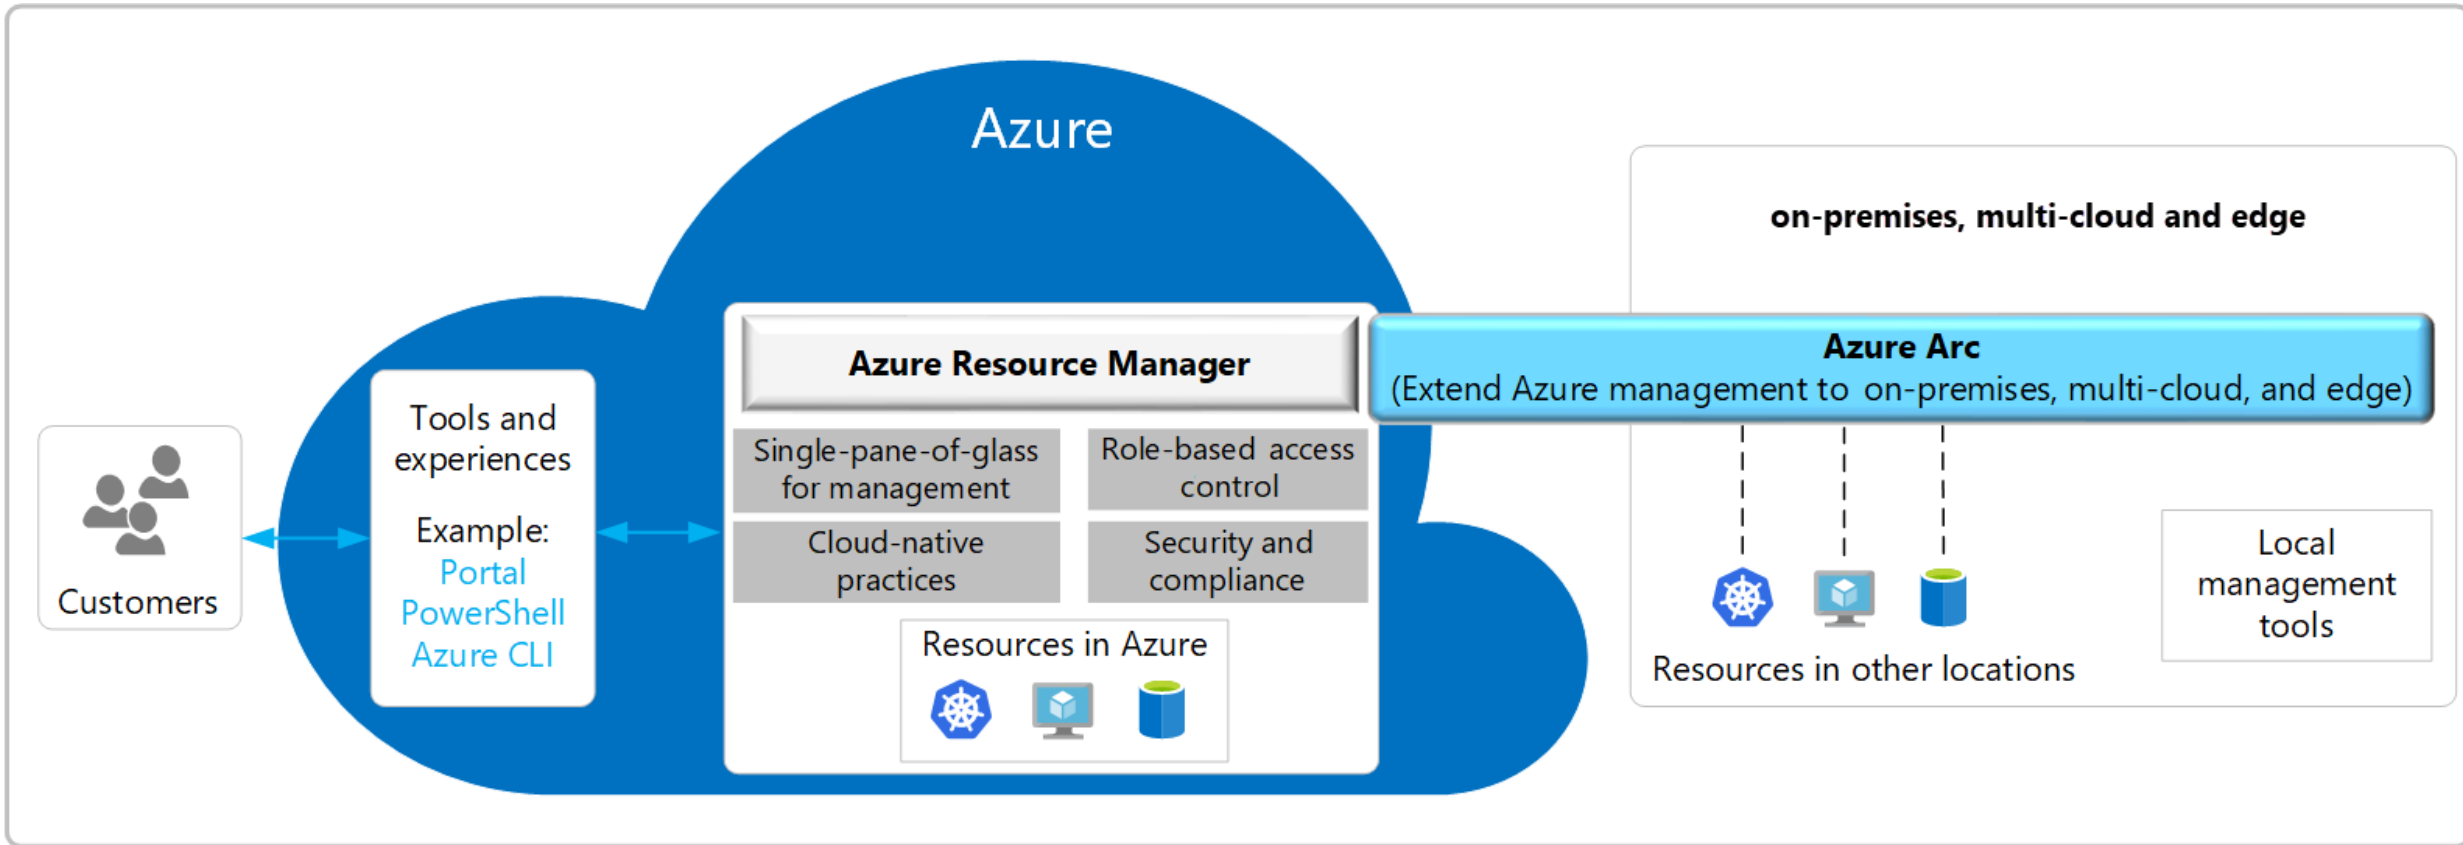 Azure
on-premises, multi-cloud and edge
Azure Resource Manager
Azure Arc
(Extend Azure management to on-premises, multi-cloud, and edge)
Customers
Tools and
experiences
Example:
Portal
PowerShell
Azure CLI
Single-pane-of-glass
for management
Role-based access
control
Cloud-native
practices
Security and
compliance
Resources in Azure
Resources in other locations
Local
management
tools